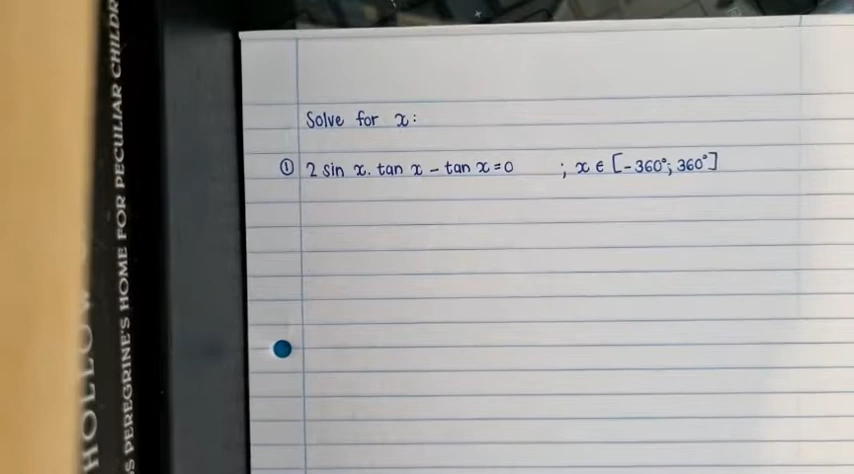 HOLLOW
S PEREGRINE'S HOME FOR PECULIAR CHILDR
Solve for x:
① 2 sin x. tan x - tan x = 0 ; x ∈ [-360°; 360°]